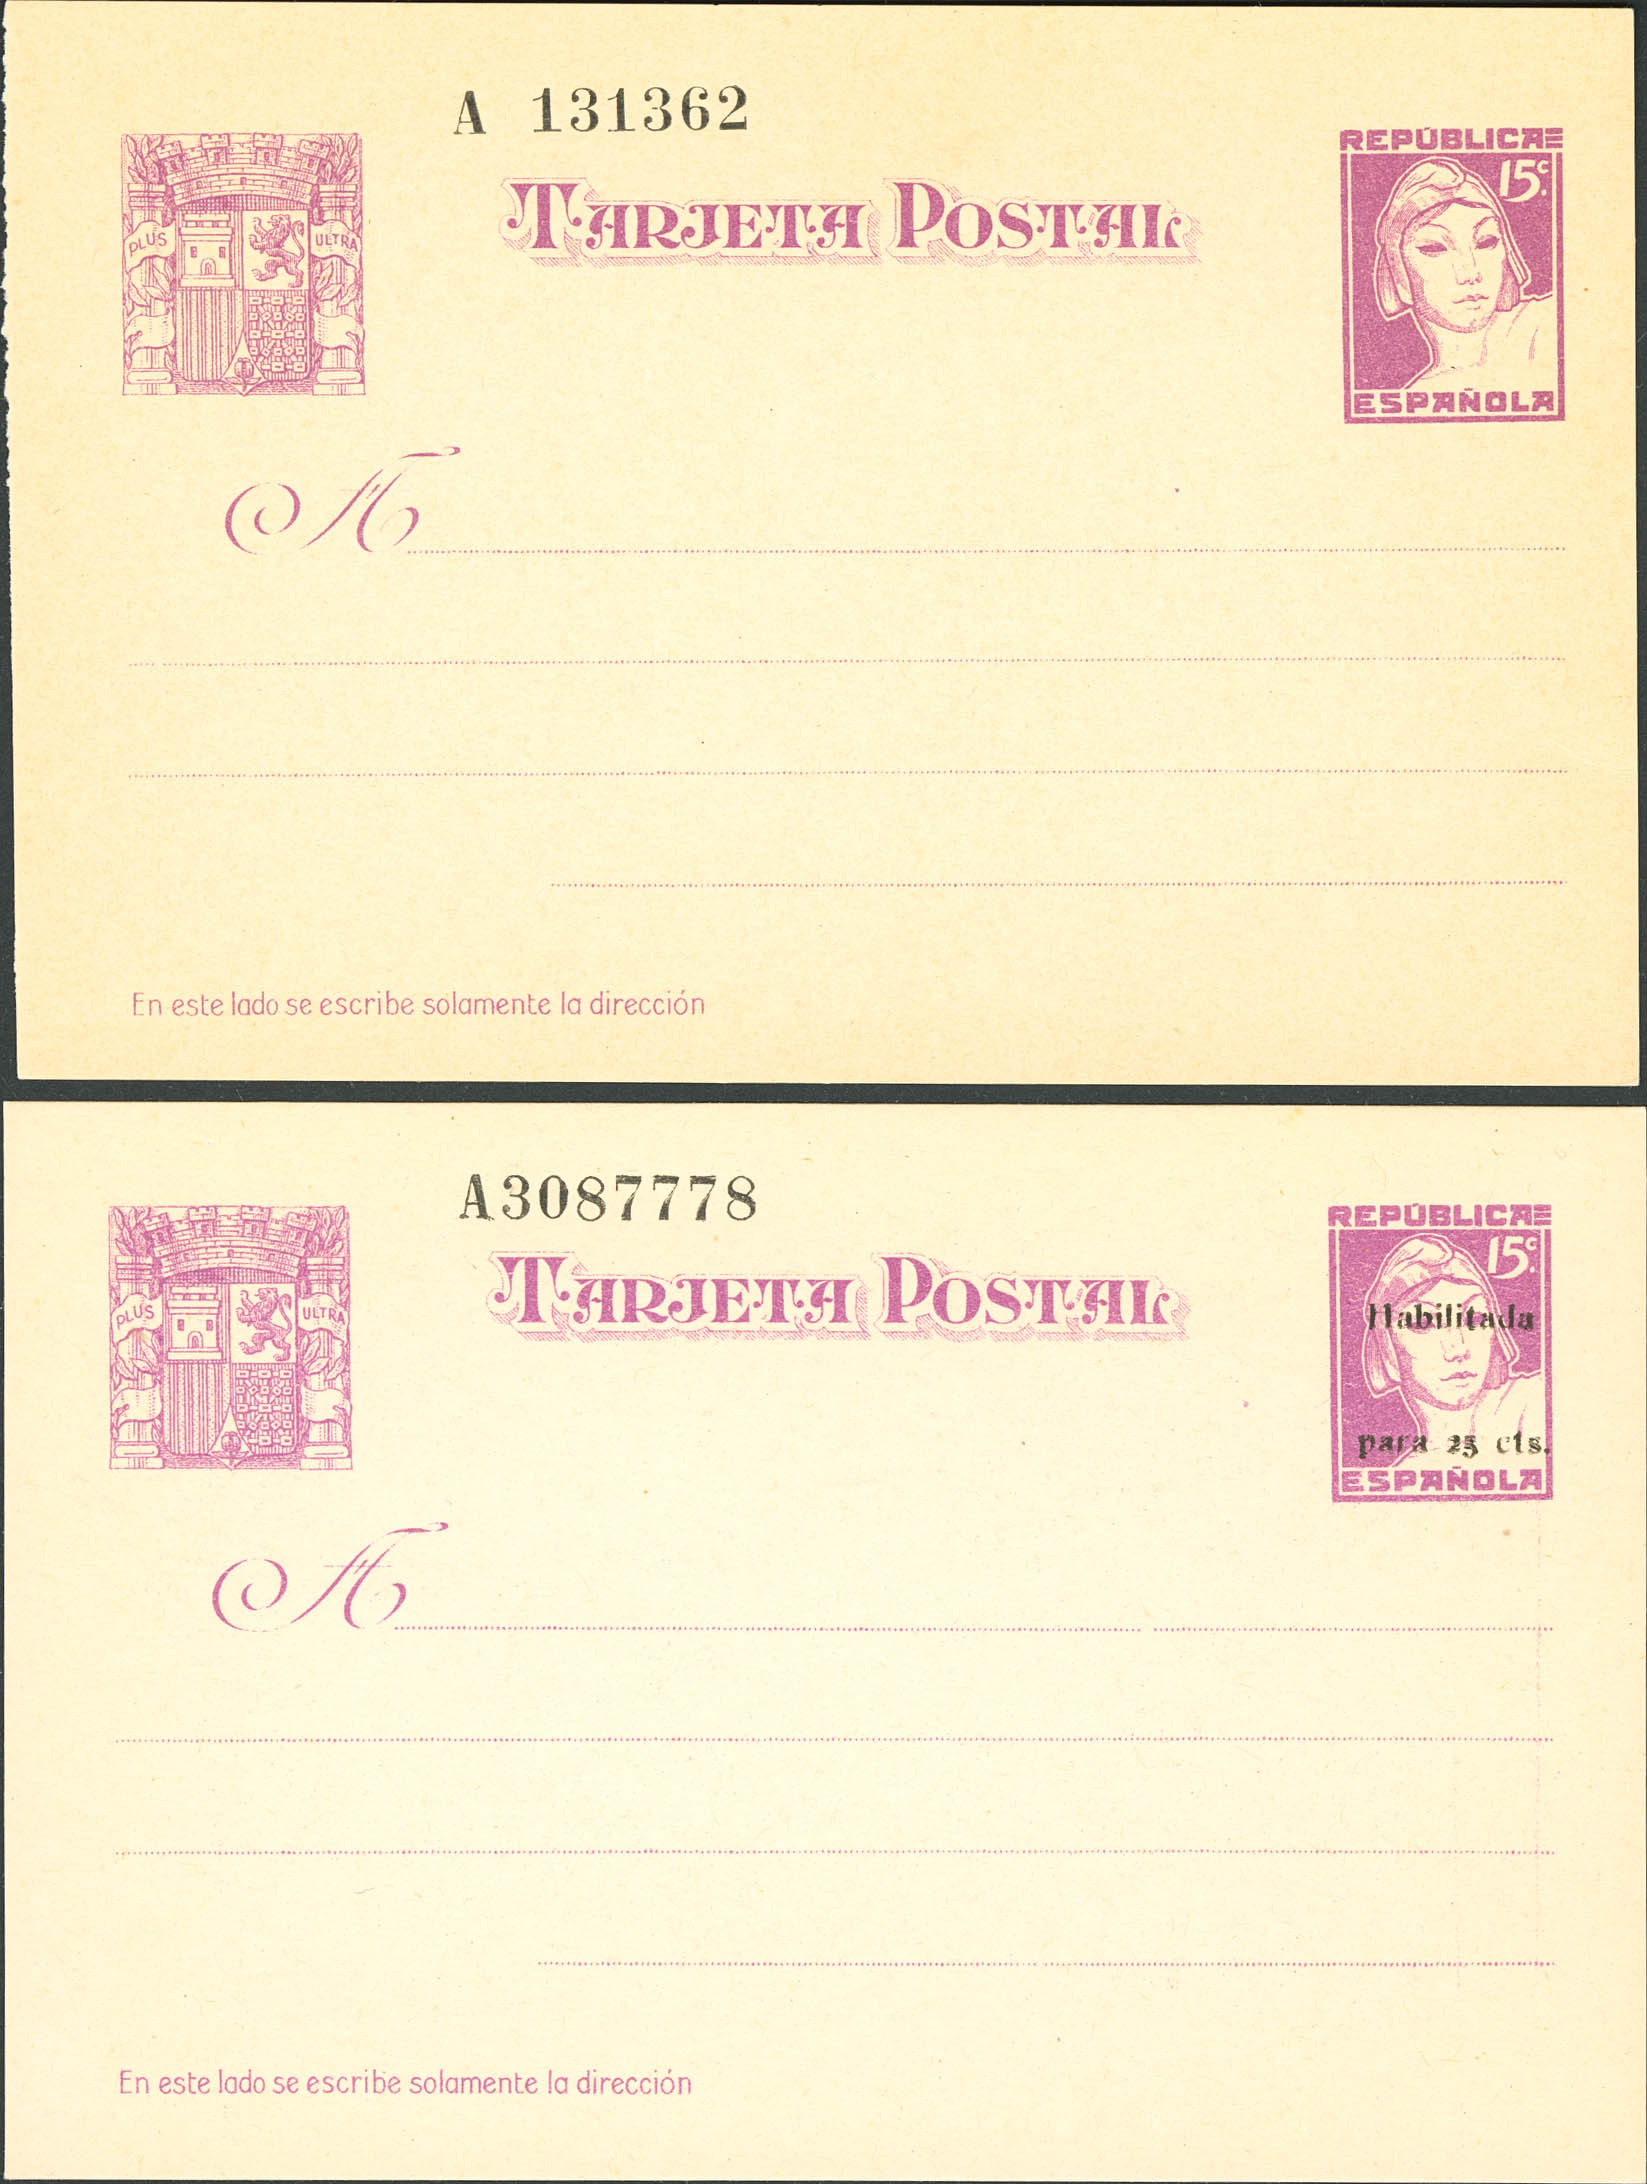 A 131362
REPÚBLICA
15c.
PLUS ULTRA
TARJETA POSTAL
ESPAÑOLA
A
En este lado se escribe solamente la dirección
A3087778
REPÚBLICA
15c.
PLUS ULTRA
TARJETA POSTAL
Habilitada
para 25 cts.
ESPAÑOLA
A
En este lado se escribe solamente la dirección